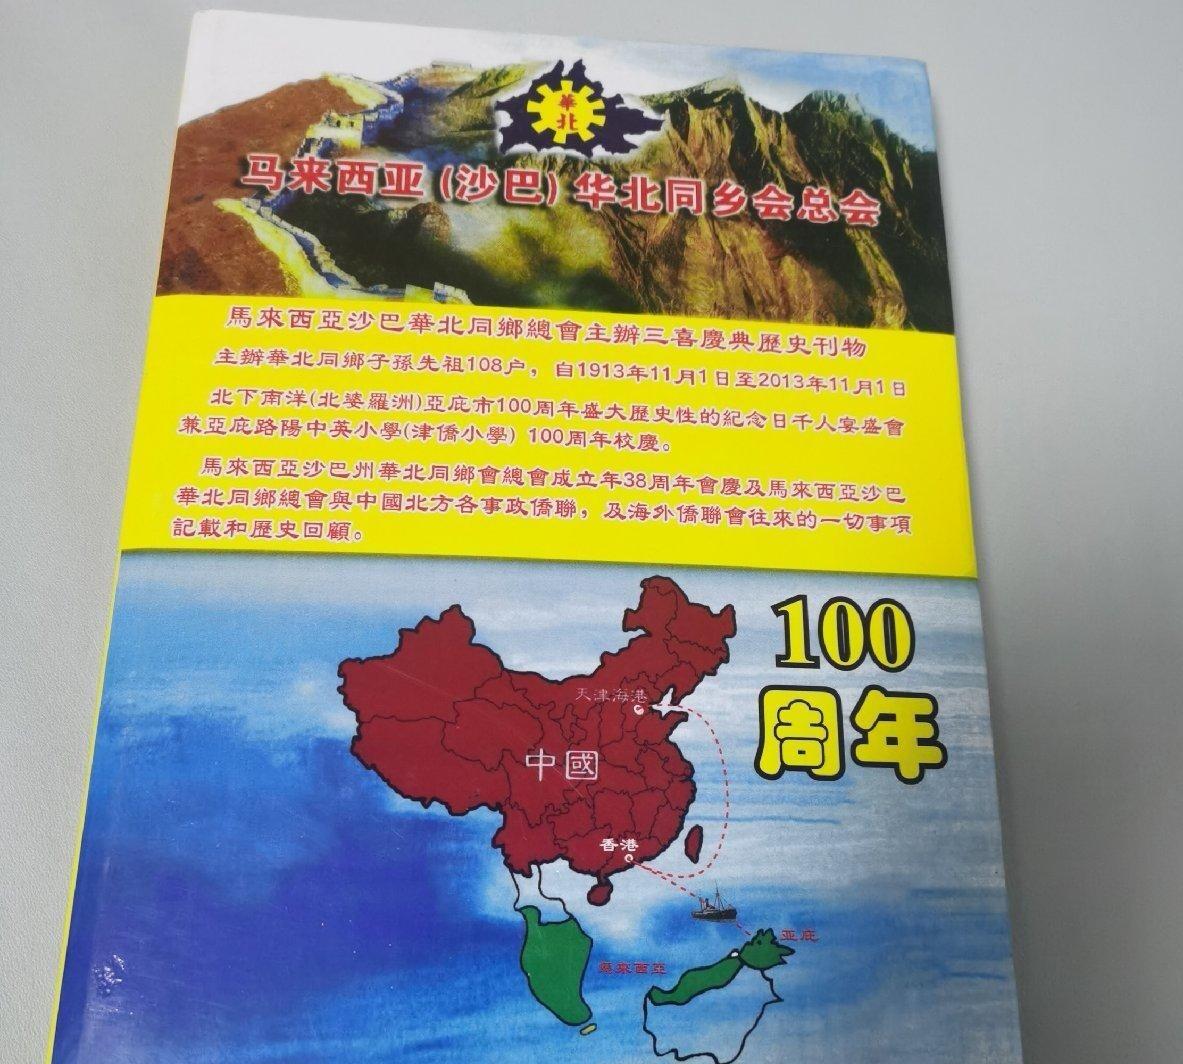 華
北
马来西亚(沙巴)华北同乡会总会
馬來西亞沙巴華北同鄉總會主辦三喜慶典歷史刊物
主辦華北同鄉子孫先祖108户，自1913年11月1日至2013年11月1日
北下南洋(北婆羅洲)亞庇市100周年盛大歷史性的紀念日千人宴盛會
兼亞庇路陽中英小學(津僑小學) 100周年校慶。
馬來西亞沙巴州華北同鄉會總會成立年38周年會慶及馬來西亞沙巴
華北同鄉總會與中國北方各事政僑聯，及海外僑聯會往來的一切事項
記載和歷史回顧。
100
周年
天津海港
中國
香港
亚庇
馬來西亞